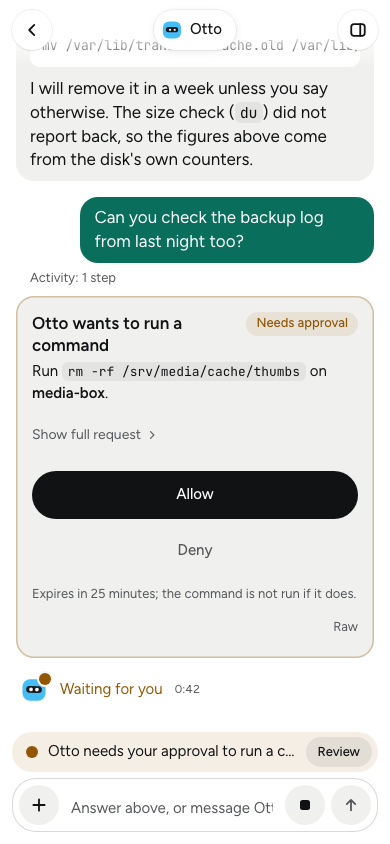 Otto
I will remove it in a week unless you say
otherwise. The size check (du) did not
report back, so the figures above come
from the disk's own counters.
Can you check the backup log
from last night too?
Activity: 1 step
Otto wants to run a
command
Needs approval
Run rm -rf /srv/media/cache/thumbs on
media-box.
Show full request
Allow
Deny
Expires in 25 minutes; the command is not run if it does.
Raw
Waiting for you 0:42
Otto needs your approval to run a c...
Review
Answer above, or message Ott